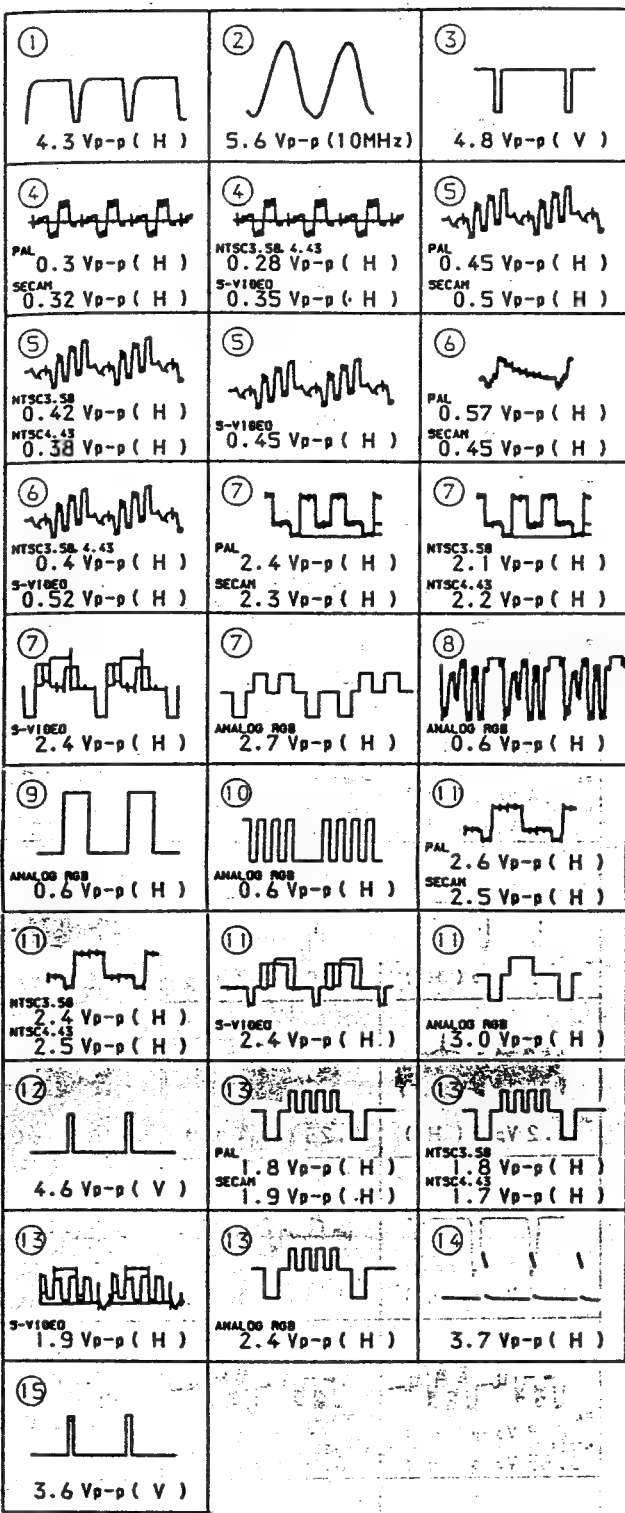 ①
4.3 Vp-p ( H )
②
5.6 Vp-p (10MHz)
③
4.8 Vp-p ( V )
④
PAL
0.3 Vp-p ( H )
SECAM
0.32 Vp-p ( H )
④
NTSC3.58. 4.43
0.28 Vp-p ( H )
S-VIDEO
0.35 Vp-p ( H )
⑤
PAL
0.45 Vp-p ( H )
SECAM
0.5 Vp-p ( H )
⑤
NTSC3.58
0.42 Vp-p ( H )
NTSC4.43
0.38 Vp-p ( H )
⑤
S-VIDEO
0.45 Vp-p ( H )
⑥
PAL
0.57 Vp-p ( H )
SECAM
0.45 Vp-p ( H )
⑥
NTSC3.58. 4.43
0.4 Vp-p ( H )
S-VIDEO
0.52 Vp-p ( H )
⑦
PAL
2.4 Vp-p ( H )
SECAM
2.3 Vp-p ( H )
⑦
NTSC3.58
2.1 Vp-p ( H )
NTSC4.43
2.2 Vp-p ( H )
⑦
S-VIDEO
2.4 Vp-p ( H )
⑦
ANALOG RGB
2.7 Vp-p ( H )
⑧
ANALOG RGB
0.6 Vp-p ( H )
⑨
ANALOG RGB
0.6 Vp-p ( H )
⑩
ANALOG RGB
0.6 Vp-p ( H )
⑪
PAL
2.6 Vp-p ( H )
SECAM
2.5 Vp-p ( H )
⑪
NTSC3.58
2.4 Vp-p ( H )
NTSC4.43
2.5 Vp-p ( H )
⑪
S-VIDEO
2.4 Vp-p ( H )
⑪
ANALOG RGB
3.0 Vp-p ( H )
⑫
4.6 Vp-p ( V )
⑬
PAL
1.8 Vp-p ( H )
SECAM
1.9 Vp-p ( H )
⑬
NTSC3.58
1.8 Vp-p ( H )
NTSC4.43
1.7 Vp-p ( H )
⑬
S-VIDEO
1.9 Vp-p ( H )
⑬
ANALOG RGB
2.4 Vp-p ( H )
⑭
3.7 Vp-p ( H )
⑮
3.6 Vp-p ( V )